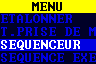 MENU
ETALONNER
T.PRISE DE M
SEQUENCEUR
SEQUENCE EXE